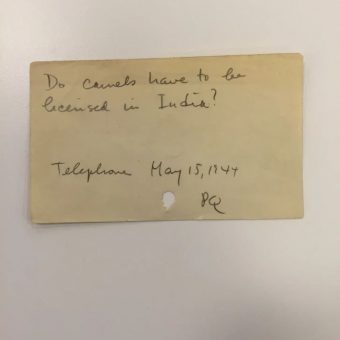 Do camels have to be
licensed in India?
Telephone May 15, 1944
PQ